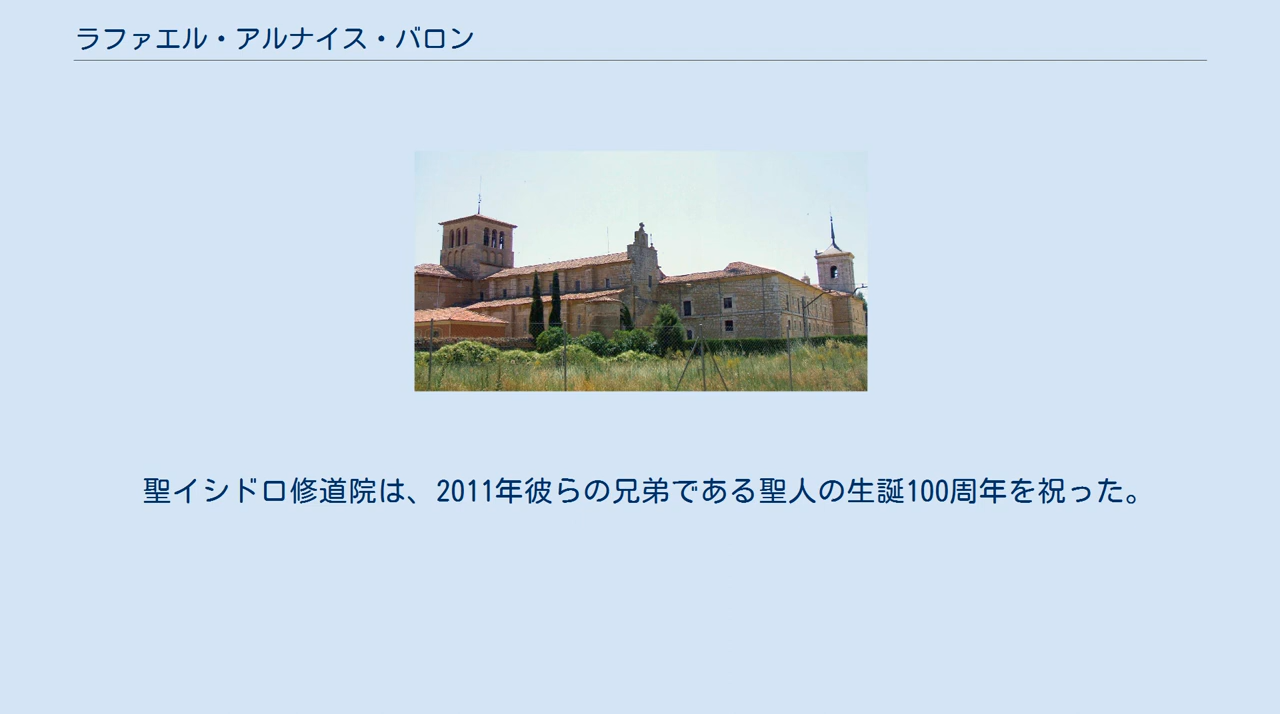 ラファエル・アルナイス・バロン
聖イシドロ修道院は、2011年彼らの兄弟である聖人の生誕100周年を祝った。